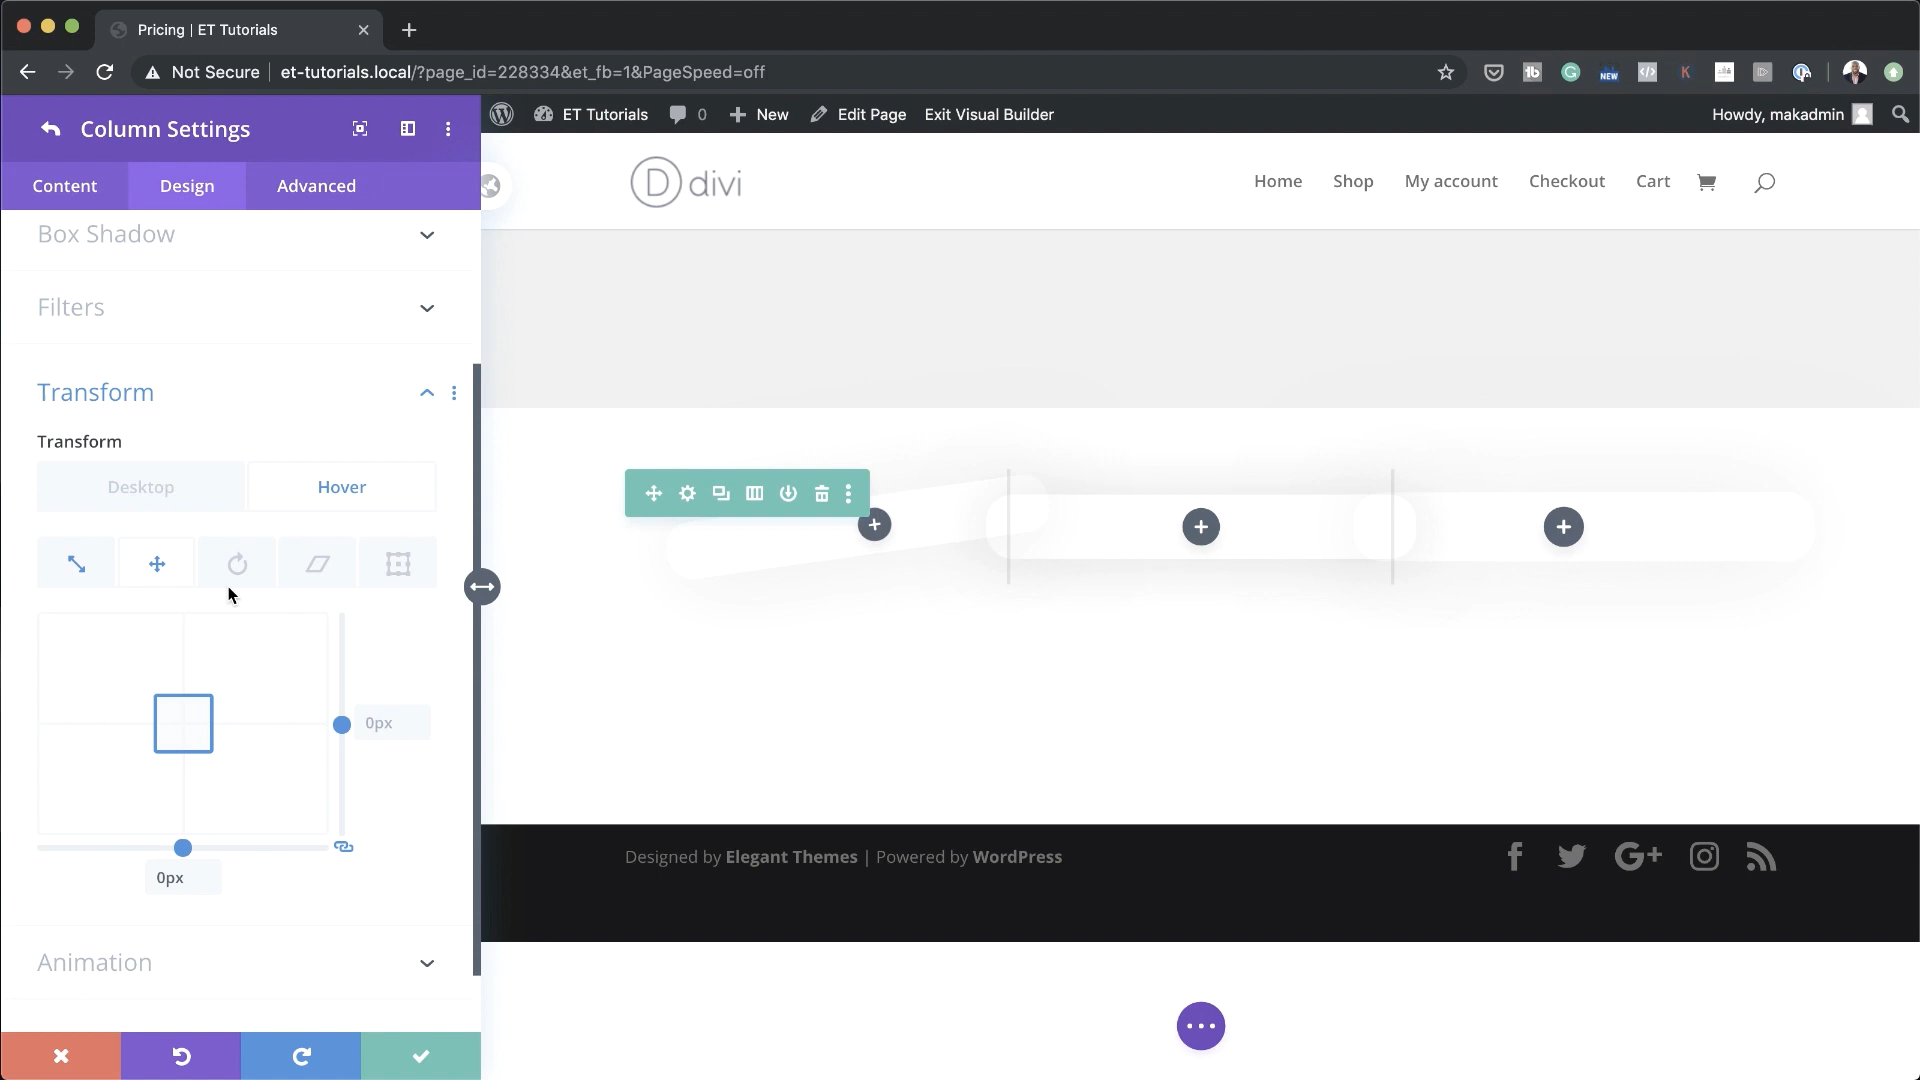 Pricing | ET Tutorials
Not Secure | et-tutorials.local/?page_id=228334&et_fb=1&PageSpeed=off
NEW
Column Settings
ET Tutorials 0 New Edit Page Exit Visual Builder Howdy, makadmin
Content Design Advanced
divi
Home Shop My account Checkout Cart
Box Shadow
Filters
Transform
Transform
Desktop Hover
0px
0px
Designed by Elegant Themes | Powered by WordPress
Animation